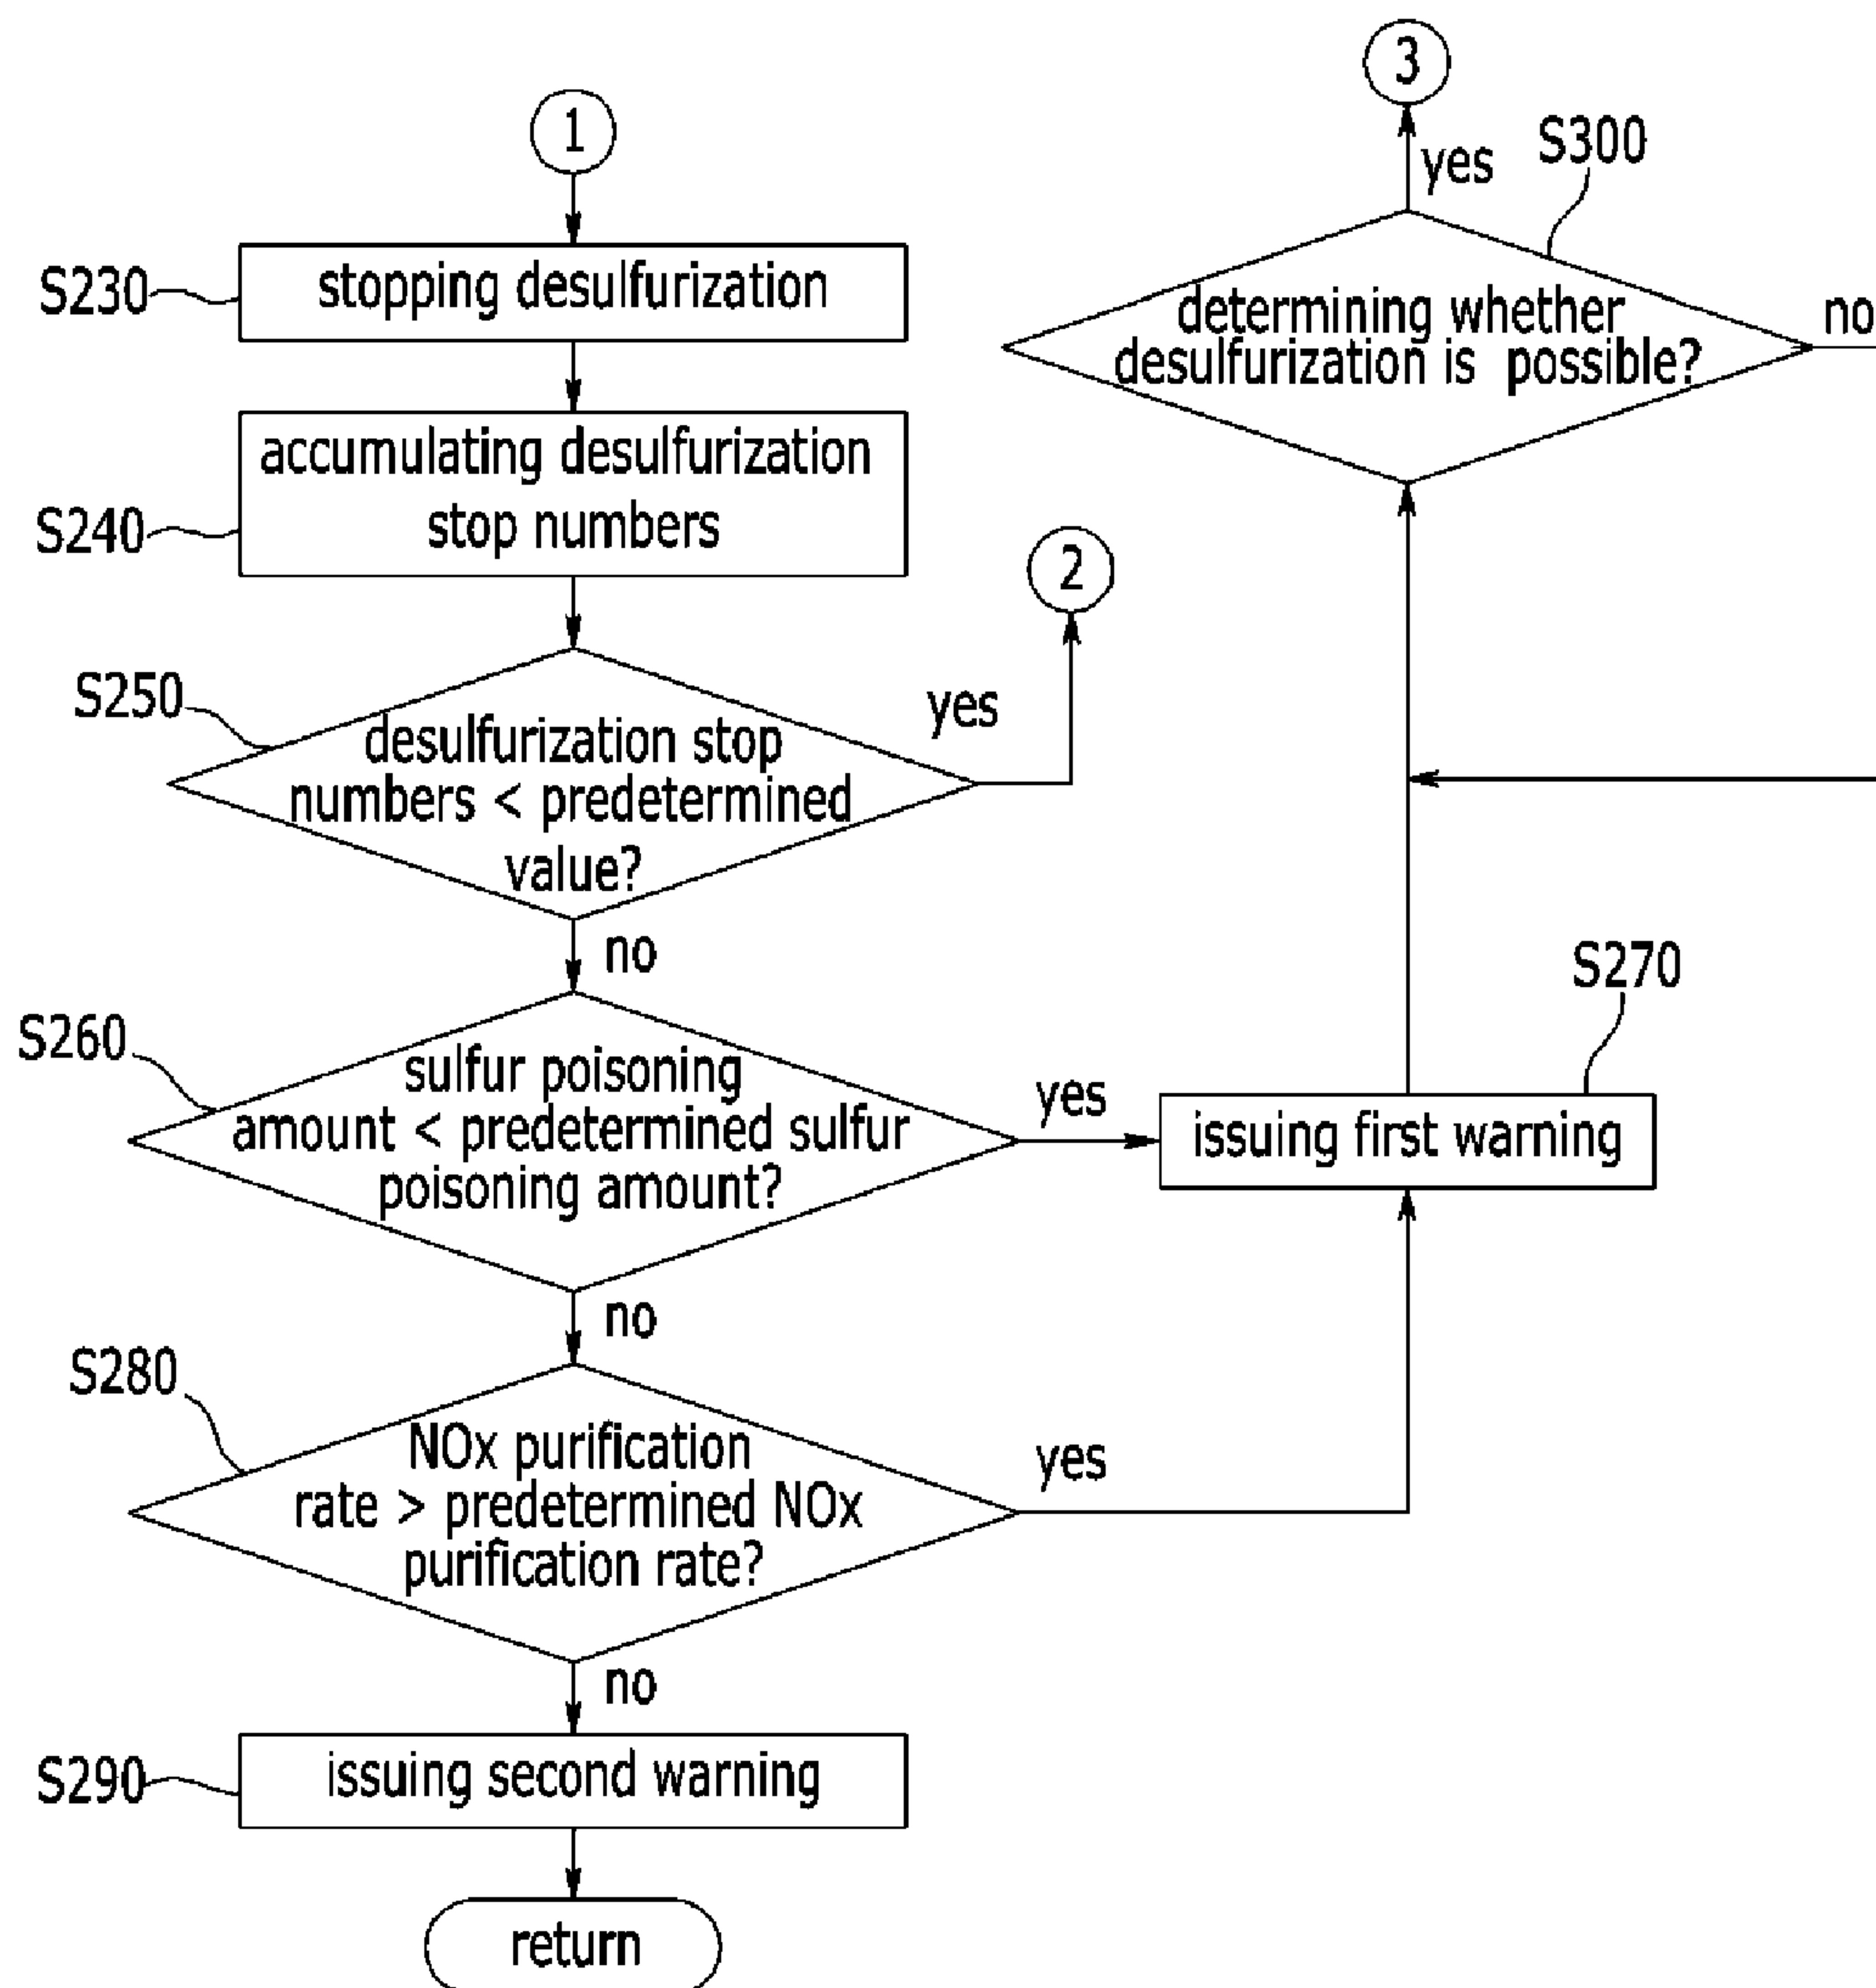 1
S230
stopping desulfurization
S240
accumulating desulfurization
stop numbers
S250
desulfurization stop
numbers < predetermined
value?
yes
2
no
S260
sulfur poisoning
amount < predetermined sulfur
poisoning amount?
yes
no
S270
issuing first warning
S280
NOx purification
rate > predetermined NOx
purification rate?
yes
no
S290
issuing second warning
return
3
yes
S300
determining whether
desulfurization is possible?
no